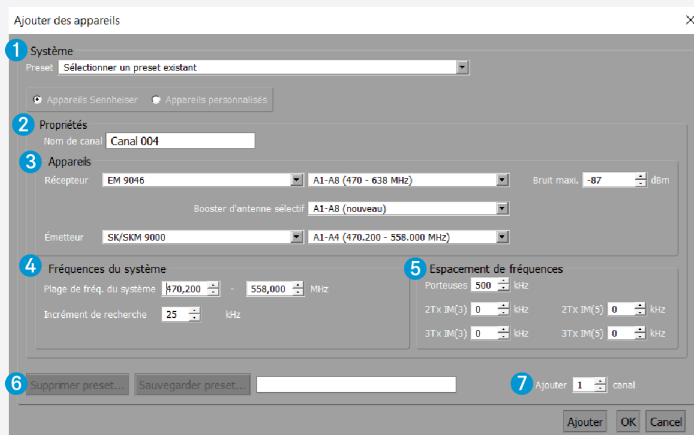 Ajouter des appareils
1 Système
Preset Sélectionner un preset existant
Appareils Sennheiser Appareils personnalisés
2 Propriétés
Nom de canal Canal 004
3 Appareils
Récepteur EM 9046 A1-A8 (470 - 638 MHz) Bruit maxi. -87 dBm
Booster d'antenne sélectif A1-A8 (nouveau)
Émetteur SK/SKM 9000 A1-A4 (470.200 - 558.000 MHz)
4 Fréquences du système
Plage de fréq. du système 470,200 - 558,000 MHz
Incrément de recherche 25 kHz
5 Espacement de fréquences
Porteuses 500 kHz
2Tx IM(3) 0 kHz 2Tx IM(5) 0 kHz
3Tx IM(3) 0 kHz 3Tx IM(5) 0 kHz
6 Supprimer preset... Sauvegarder preset...
7 Ajouter 1 canal
Ajouter OK Cancel